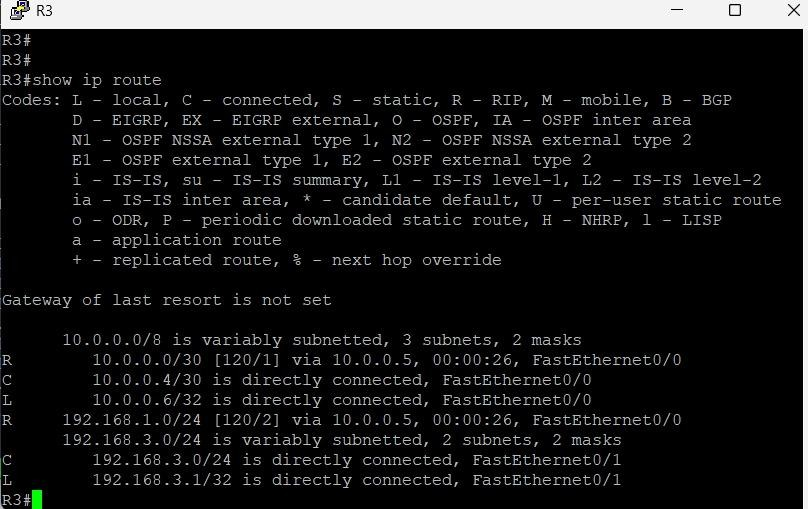 R3
R3#
R3#
R3#show ip route
Codes: L - local, C - connected, S - static, R - RIP, M - mobile, B - BGP
       D - EIGRP, EX - EIGRP external, O - OSPF, IA - OSPF inter area
       N1 - OSPF NSSA external type 1, N2 - OSPF NSSA external type 2
       E1 - OSPF external type 1, E2 - OSPF external type 2
       i - IS-IS, su - IS-IS summary, L1 - IS-IS level-1, L2 - IS-IS level-2
       ia - IS-IS inter area, * - candidate default, U - per-user static route
       o - ODR, P - periodic downloaded static route, H - NHRP, l - LISP
       a - application route
       + - replicated route, % - next hop override
Gateway of last resort is not set
      10.0.0.0/8 is variably subnetted, 3 subnets, 2 masks
R        10.0.0.0/30 [120/1] via 10.0.0.5, 00:00:26, FastEthernet0/0
C        10.0.0.4/30 is directly connected, FastEthernet0/0
L        10.0.0.6/32 is directly connected, FastEthernet0/0
R     192.168.1.0/24 [120/2] via 10.0.0.5, 00:00:26, FastEthernet0/0
      192.168.3.0/24 is variably subnetted, 2 subnets, 2 masks
C        192.168.3.0/24 is directly connected, FastEthernet0/1
L        192.168.3.1/32 is directly connected, FastEthernet0/1
R3#